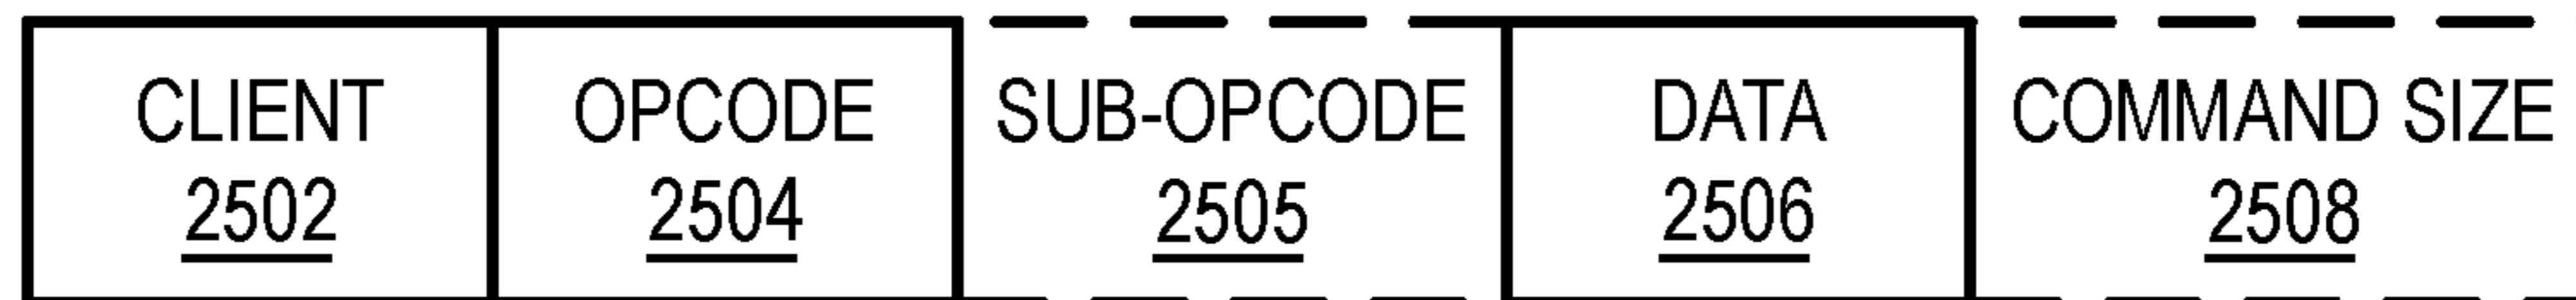 CLIENT OPCODE SUB-OPCODE DATA COMMAND SIZE
2502 2504 2505 2506 2508